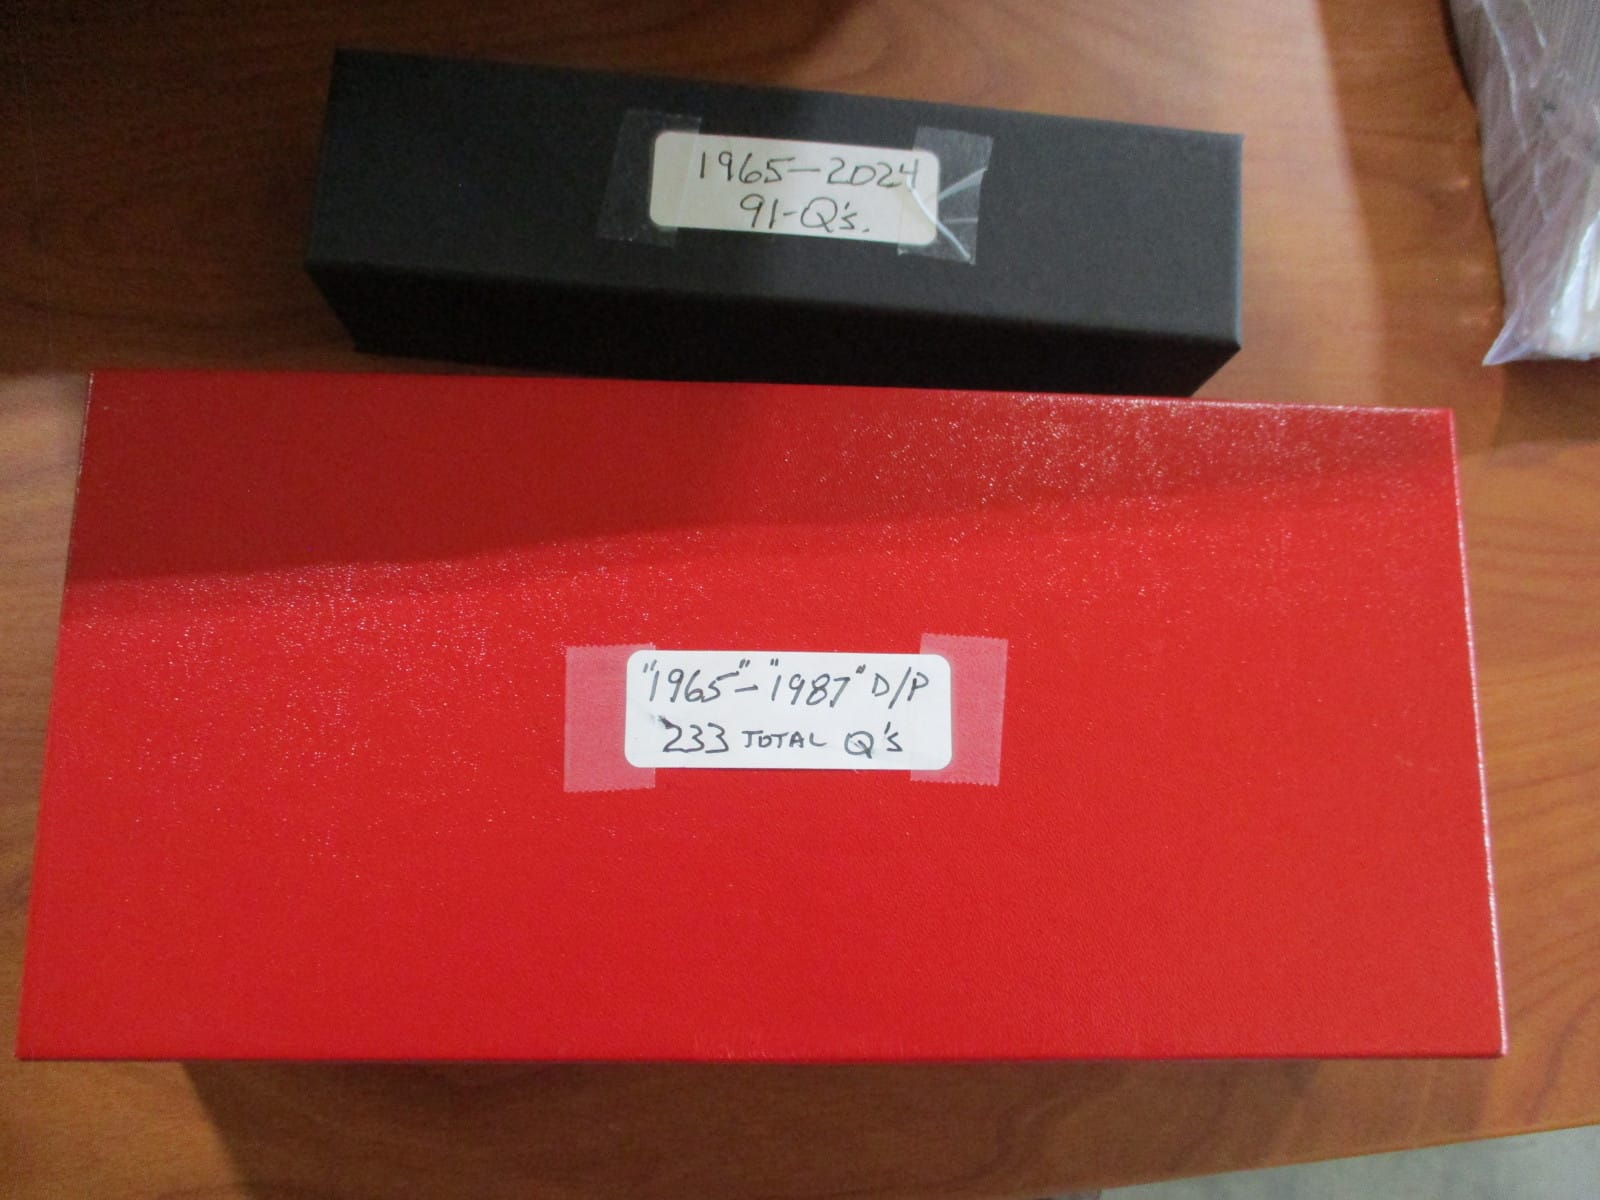 1965-2024
91-Q's.
"1965"-"1987" D/P
233 TOTAL Q's